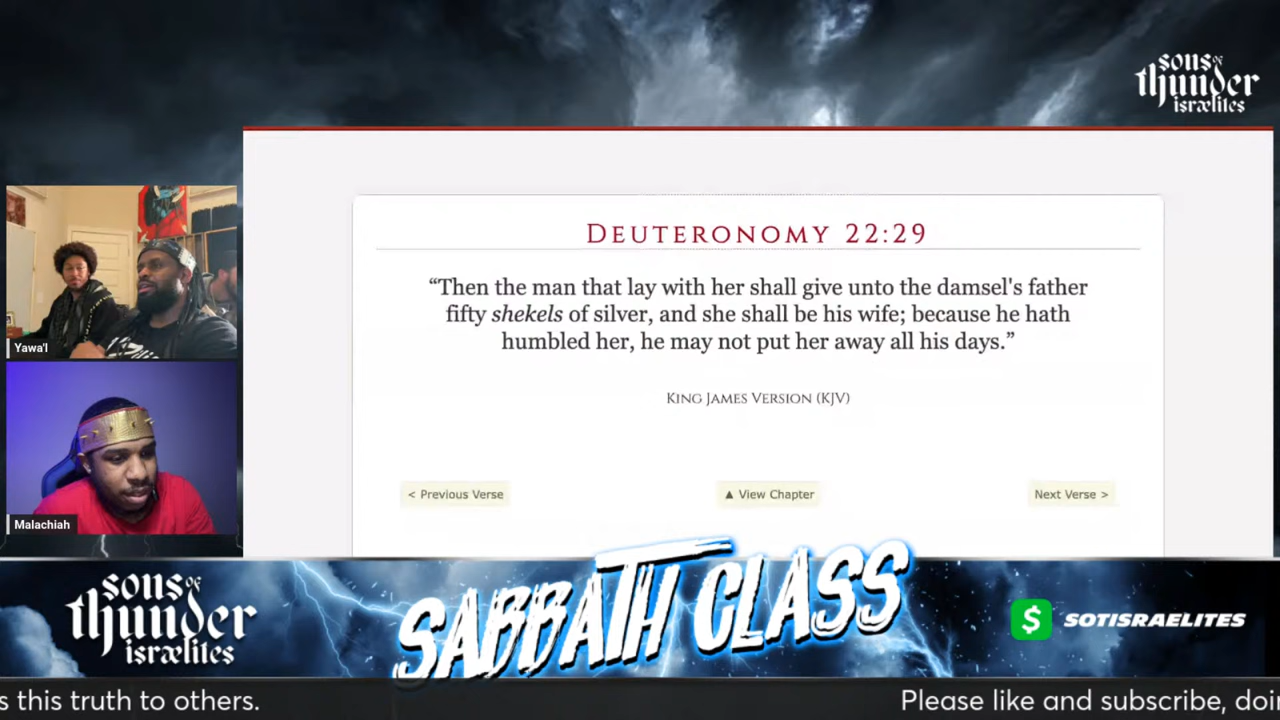 sons of
thunder
israelites
DEUTERONOMY 22:29
“Then the man that lay with her shall give unto the damsel's father
fifty shekels of silver, and she shall be his wife; because he hath
humbled her, he may not put her away all his days.”
KING JAMES VERSION (KJV)
< Previous Verse
▲ View Chapter
Next Verse >
Yawa'l
Malachiah
sons of
thunder
israelites
SABBATH CLASS
$ SOTISRAELITES
s this truth to others.
Please like and subscribe, doi